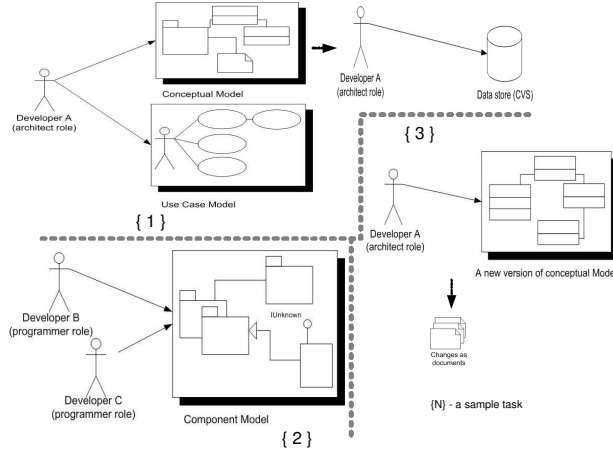 Developer A
(architect role)
Conceptual Model
Use Case Model
{ 1 }
Developer A
(architect role)
Data store (CVS)
{ 3 }
Developer A
(architect role)
A new version of conceptual Mode
Changes as
documents
{N} - a sample task
Developer B
(programmer role)
Developer C
(programmer role)
IUnknown
Component Model
{ 2 }